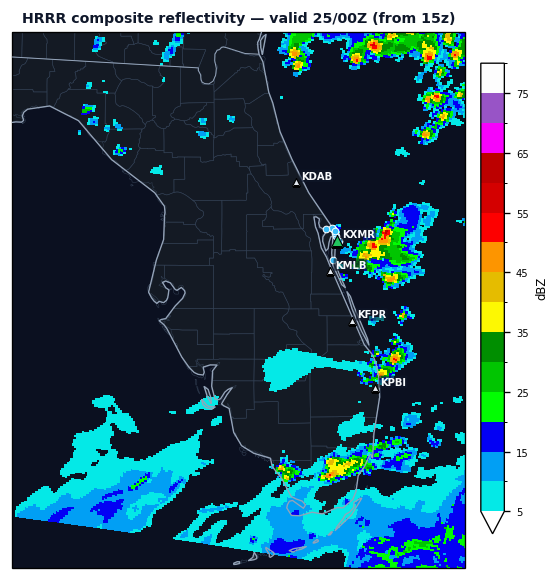 HRRR composite reflectivity — valid 25/00Z (from 15z)
KDAB
KXMR
KMLB
KFPR
KPBI
75
65
55
45
35
25
15
5
dBZ